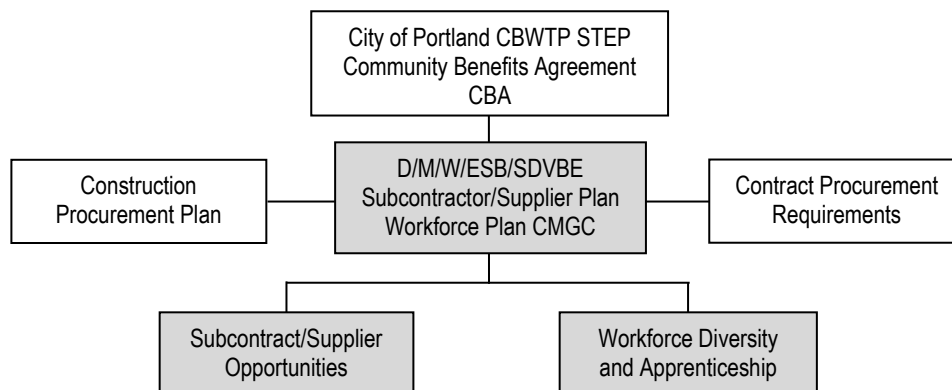 City of Portland CBWTP STEP
Community Benefits Agreement
CBA
Construction
Procurement Plan
D/M/W/ESB/SDVBE
Subcontractor/Supplier Plan
Workforce Plan CMGC
Contract Procurement
Requirements
Subcontract/Supplier
Opportunities
Workforce Diversity
and Apprenticeship